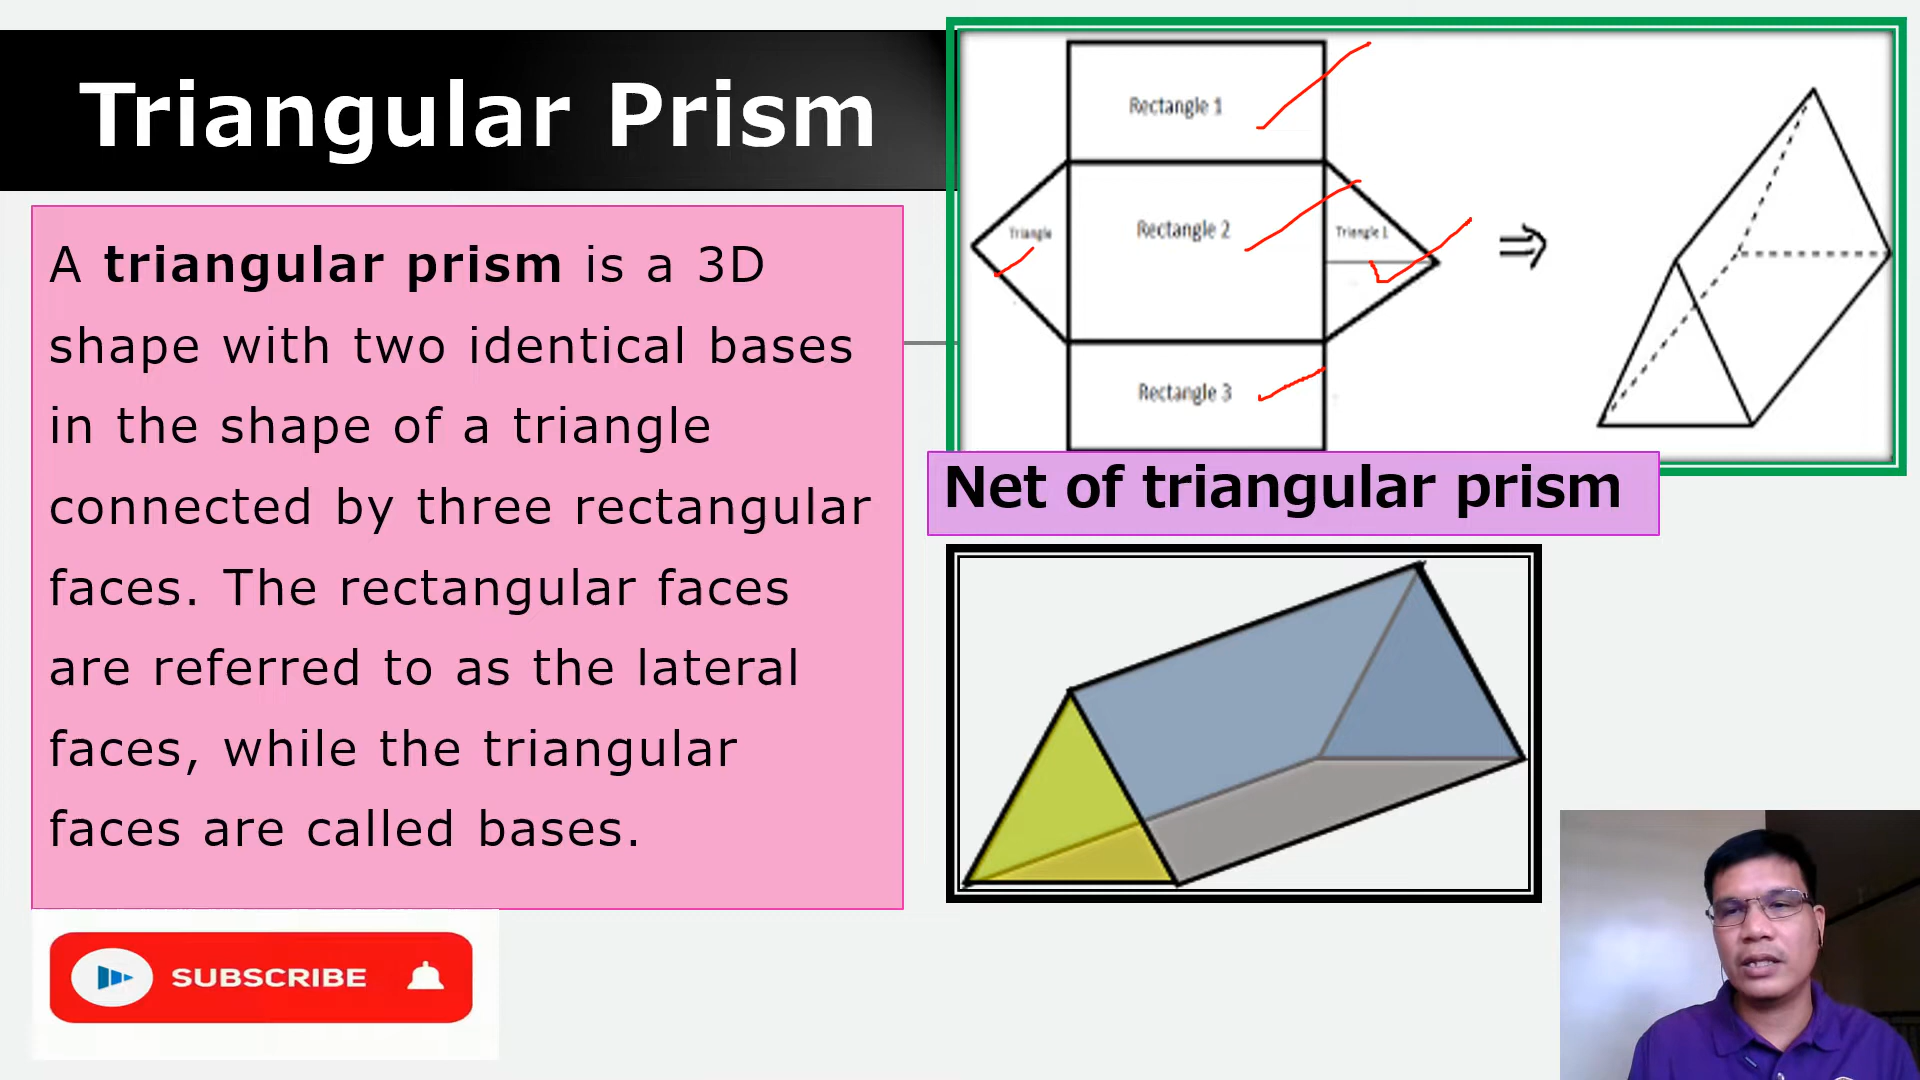 Triangular Prism
A triangular prism is a 3D
shape with two identical bases
in the shape of a triangle
connected by three rectangular
faces. The rectangular faces
are referred to as the lateral
faces, while the triangular
faces are called bases.
Rectangle 1
Triangle
Rectangle 2
Triangle 1
Rectangle 3
Net of triangular prism
SUBSCRIBE